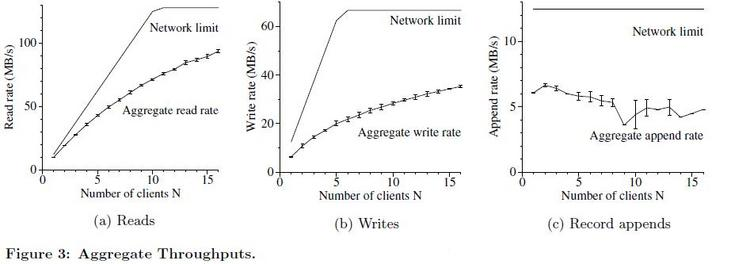 Read rate (MB/s)
100
50
0
Network limit
Aggregate read rate
0 5 10 15
Number of clients N
(a) Reads
Write rate (MB/s)
60
40
20
0
Network limit
Aggregate write rate
0 5 10 15
Number of clients N
(b) Writes
Append rate (MB/s)
10
5
0
Network limit
Aggregate append rate
0 5 10 15
Number of clients N
(c) Record appends
Figure 3: Aggregate Throughputs.